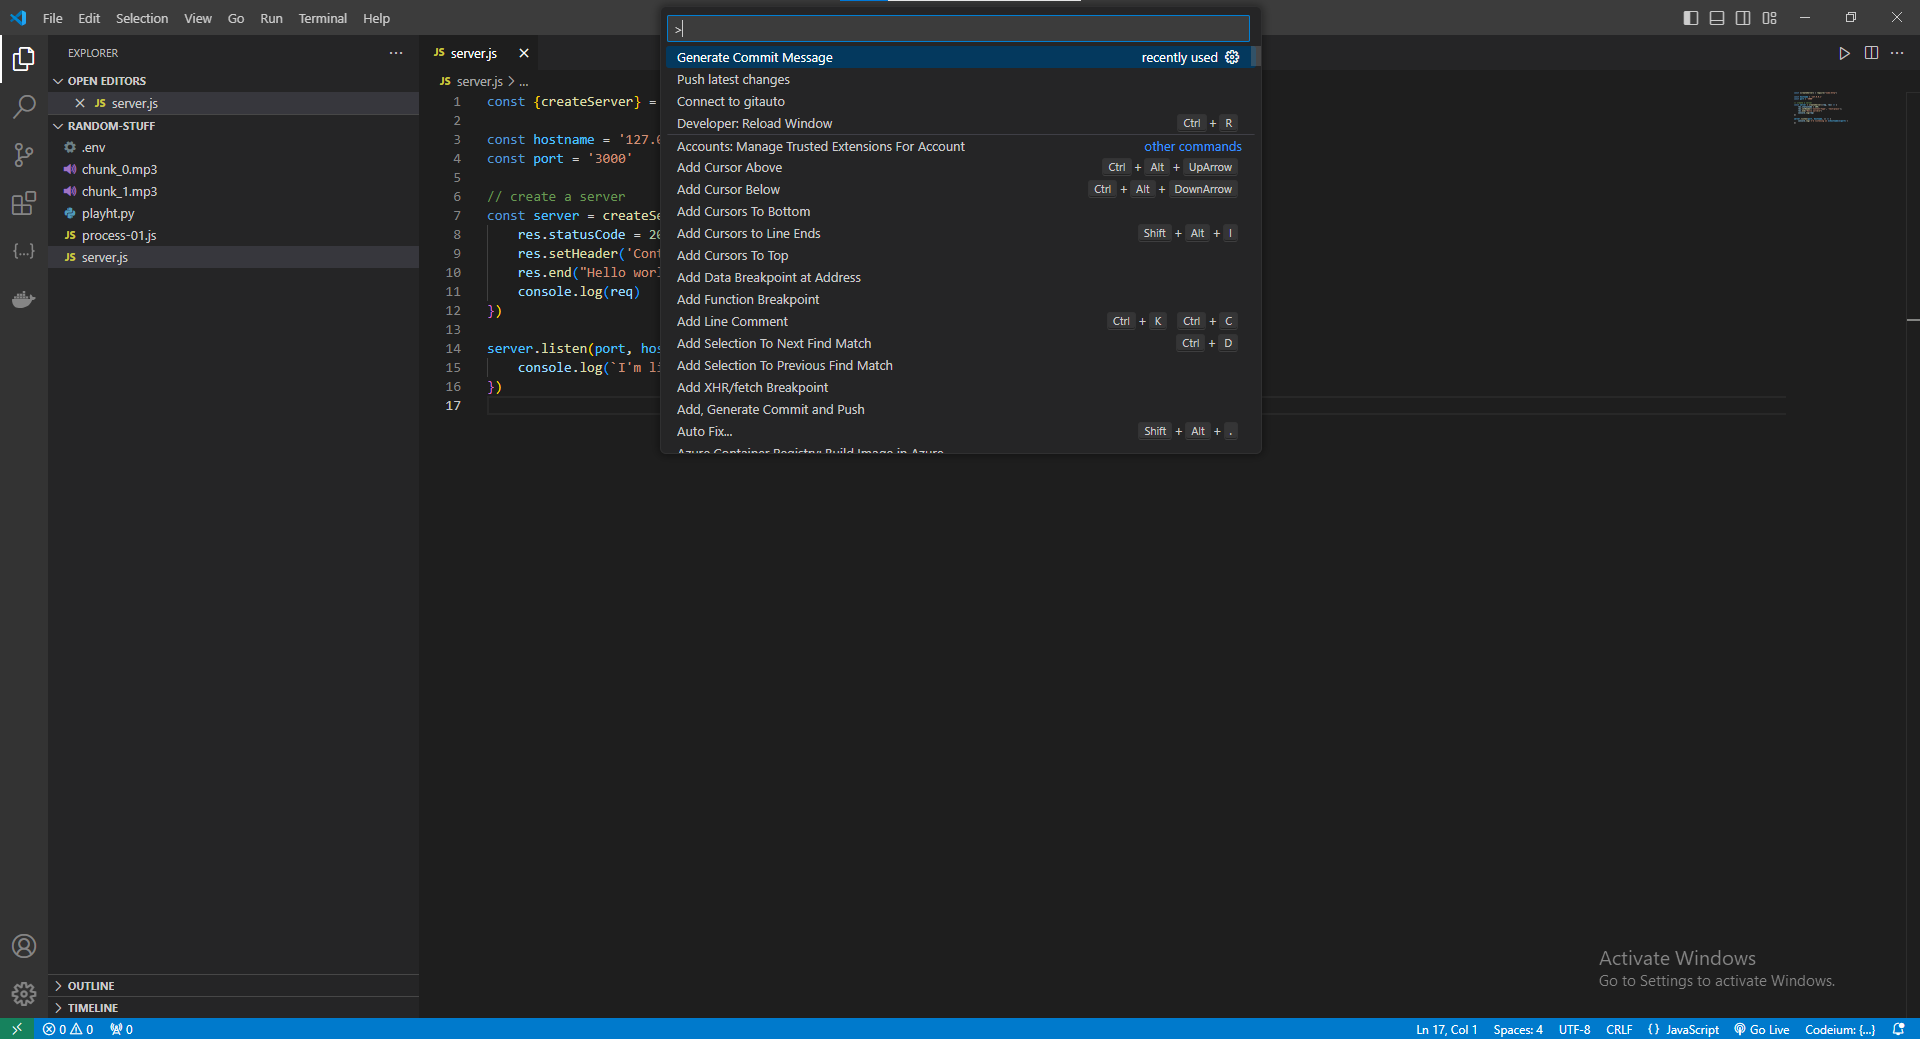 File Edit Selection View Go Run Terminal Help
>
EXPLORER
OPEN EDITORS
JS server.js
RANDOM-STUFF
.env
chunk_0.mp3
chunk_1.mp3
playht.py
JS process-01.js
JS server.js
OUTLINE
TIMELINE
JS server.js
JS server.js > ...
1 const {createServer} =
2
3 const hostname = '127.
4 const port = '3000'
5
6 // create a server
7 const server =
8 res.statusCode =
9 res.setHeader(
10 res.end("Hello
11 console.log(req)
12 })
13
14 server.listen(port,
15 console.log(`I'm
16 })
17
Generate Commit Message recently used
Push latest changes
Connect to gitauto
Developer: Reload Window Ctrl + R
Accounts: Manage Trusted Extensions For Account other commands
Add Cursor Above Ctrl + Alt + UpArrow
Add Cursor Below Ctrl + Alt + DownArrow
Add Cursors To Bottom
Add Cursors to Line Ends Shift + Alt + I
Add Cursors To Top
Add Data Breakpoint at Address
Add Function Breakpoint
Add Line Comment Ctrl + K Ctrl + C
Add Selection To Next Find Match Ctrl + D
Add Selection To Previous Find Match
Add XHR/fetch Breakpoint
Add, Generate Commit and Push
Auto Fix... Shift + Alt + .
Azure Container Registry: Build Image in Azure
Activate Windows
Go to Settings to activate Windows.
0 0 0
Ln 17, Col 1 Spaces: 4 UTF-8 CRLF {} JavaScript Go Live Codeium: {...}